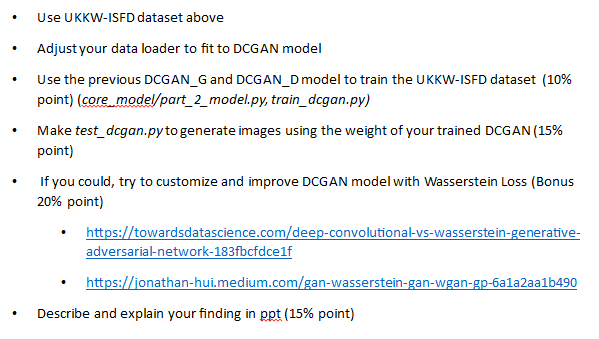 • Use UKKW-ISFD dataset above
• Adjust your data loader to fit to DCGAN model
• Use the previous DCGAN_G and DCGAN_D model to train the UKKW-ISFD dataset (10%
point) (core_model/part_2_model.py, train_dcgan.py)
• Make test_dcgan.py to generate images using the weight of your trained DCGAN (15%
point)
• If you could, try to customize and improve DCGAN model with Wasserstein Loss (Bonus
20% point)
• https://towardsdatascience.com/deep-convolutional-vs-wasserstein-generative-
adversarial-network-183fbcfdce1f
• https://jonathan-hui.medium.com/gan-wasserstein-gan-wgan-gp-6a1a2aa1b490
• Describe and explain your finding in ppt (15% point)